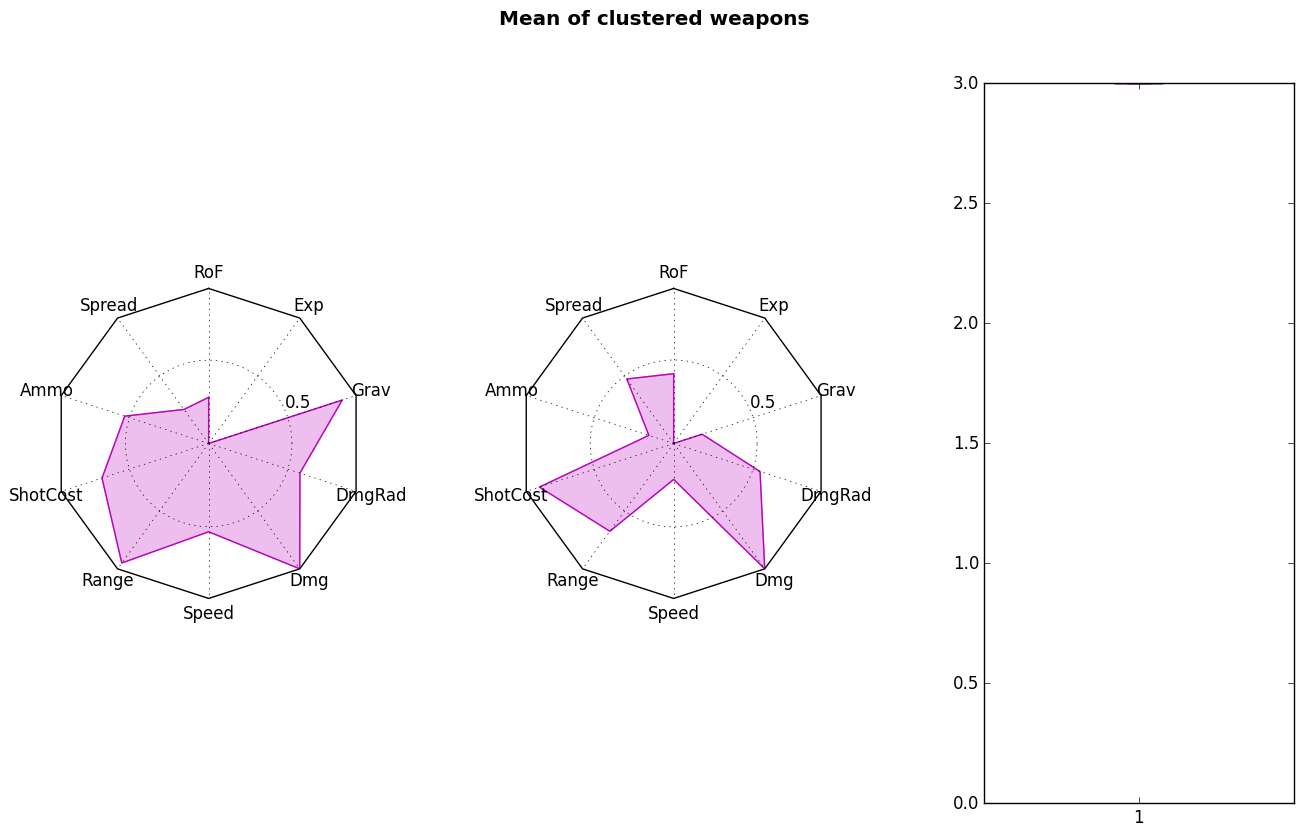 Mean of clustered weapons
RoF
Spread
Exp
Ammo
Grav
0.5
ShotCost
DmgRad
Range
Dmg
Speed
RoF
Spread
Exp
Ammo
Grav
0.5
ShotCost
DmgRad
Range
Dmg
Speed
3.0
2.5
2.0
1.5
1.0
0.5
0.0
1